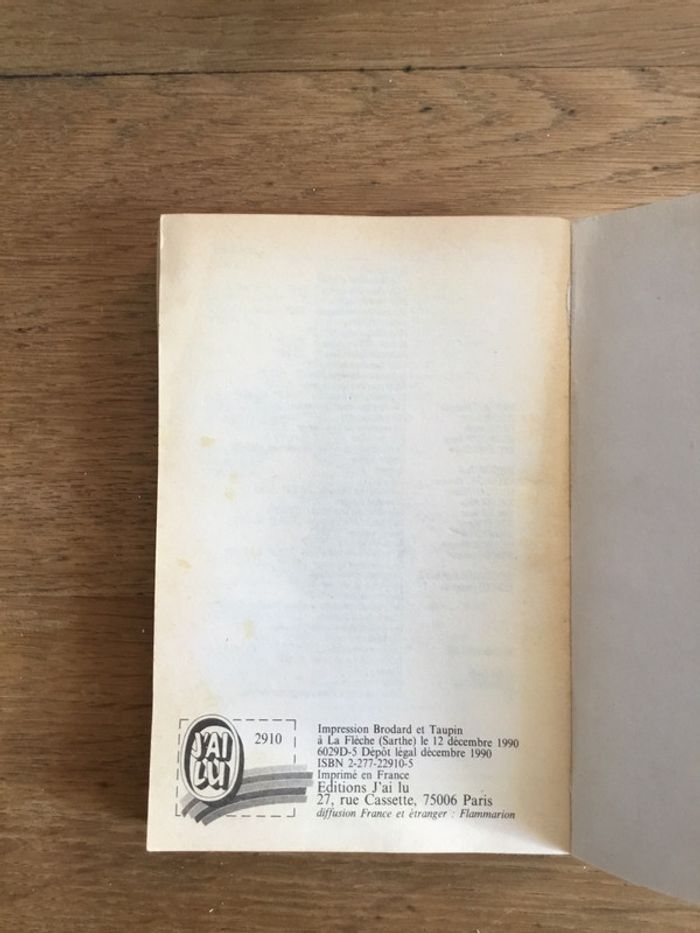 J'AI
LU
2910
Impression Brodard et Taupin
à La Flèche (Sarthe) le 12 décembre 1990
6029D-5 Dépôt légal décembre 1990
ISBN 2-277-22910-5
Imprimé en France
Editions J'ai lu
27, rue Cassette, 75006 Paris
diffusion France et étranger : Flammarion